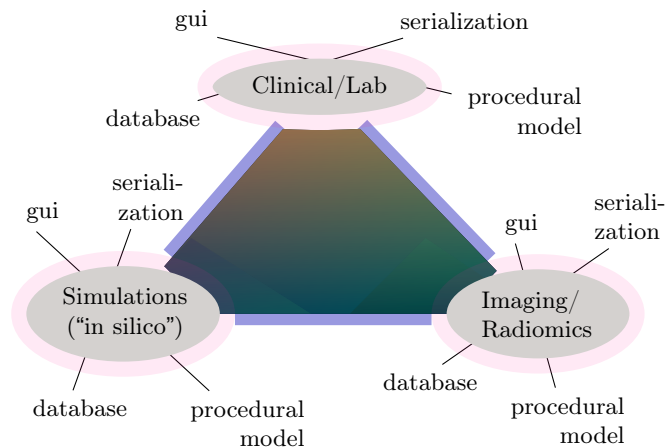 gui
serialization
Clinical/Lab
database
procedural
model
seriali-
zation
gui
Simulations
(“in silico”)
database
procedural
model
seriali-
zation
gui
Imaging/
Radiomics
database
procedural
model